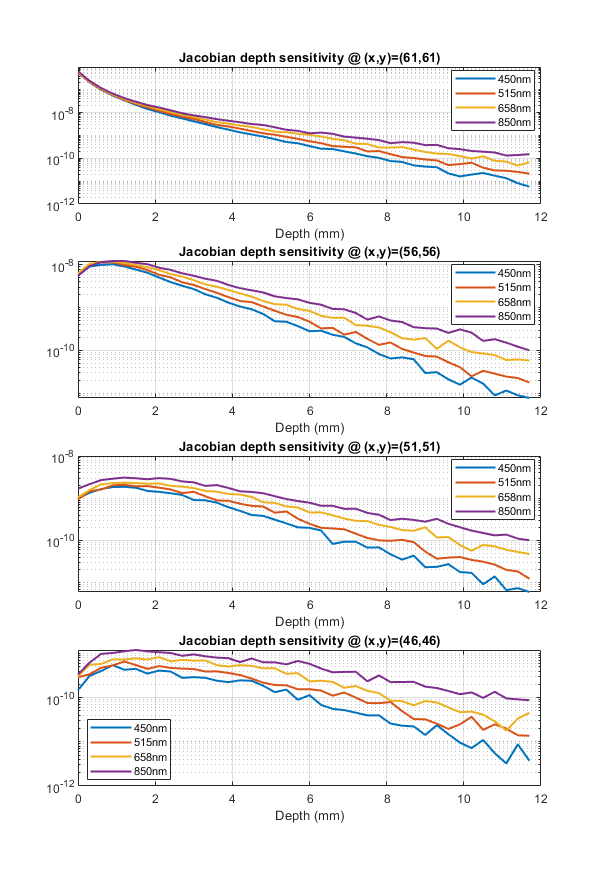 Jacobian depth sensitivity @ (x,y)=(61,61)
450nm
515nm
658nm
850nm
10⁻⁸
10⁻¹⁰
10⁻¹²
0 2 4 6 8 10 12
Depth (mm)
Jacobian depth sensitivity @ (x,y)=(56,56)
450nm
515nm
658nm
850nm
10⁻⁸
10⁻¹⁰
0 2 4 6 8 10 12
Depth (mm)
Jacobian depth sensitivity @ (x,y)=(51,51)
450nm
515nm
658nm
850nm
10⁻⁸
10⁻¹⁰
0 2 4 6 8 10 12
Depth (mm)
Jacobian depth sensitivity @ (x,y)=(46,46)
10⁻¹⁰
450nm
515nm
658nm
850nm
10⁻¹²
0 2 4 6 8 10 12
Depth (mm)